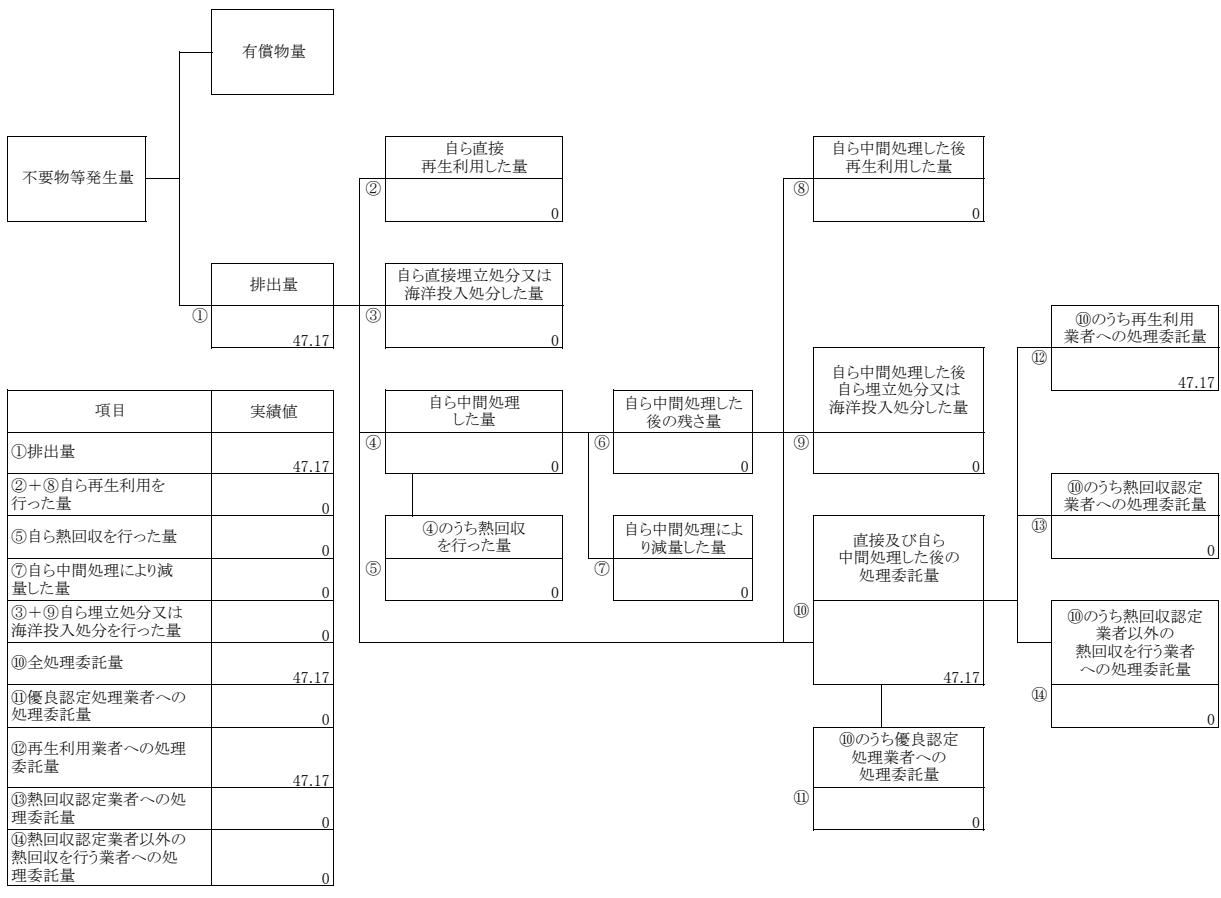 有償物量
不要物等発生量
自ら直接
再生利用した量
②
0
自ら中間処理した後
再生利用した量
⑧
0
排出量
①
47.17
自ら直接埋立処分又は
海洋投入処分した量
③
0
⑩のうち再生利用
業者への処理委託量
⑫
47.17
自ら中間処理
した量
④
0
自ら中間処理した
後の残さ量
⑥
0
自ら中間処理した後
自ら埋立処分又は
海洋投入処分した量
⑨
0
⑩のうち熱回収認定
業者への処理委託量
⑬
0
④のうち熱回収
を行った量
⑤
0
自ら中間処理によ
り減量した量
⑦
0
直接及び自ら
中間処理した後の
処理委託量
⑩
47.17
⑩のうち熱回収認定
業者以外の
熱回収を行う業者
への処理委託量
⑭
0
⑩のうち優良認定
処理業者への
処理委託量
⑪
0
項目 実績値
①排出量
47.17
②＋⑧自ら再生利用を
行った量
0
⑤自ら熱回収を行った量
0
⑦自ら中間処理により減
量した量
0
③＋⑨自ら埋立処分又は
海洋投入処分を行った量
0
⑩全処理委託量
47.17
⑪優良認定処理業者への
処理委託量
0
⑫再生利用業者への処理
委託量
47.17
⑬熱回収認定業者への処
理委託量
0
⑭熱回収認定業者以外の
熱回収を行う業者への処
理委託量
0